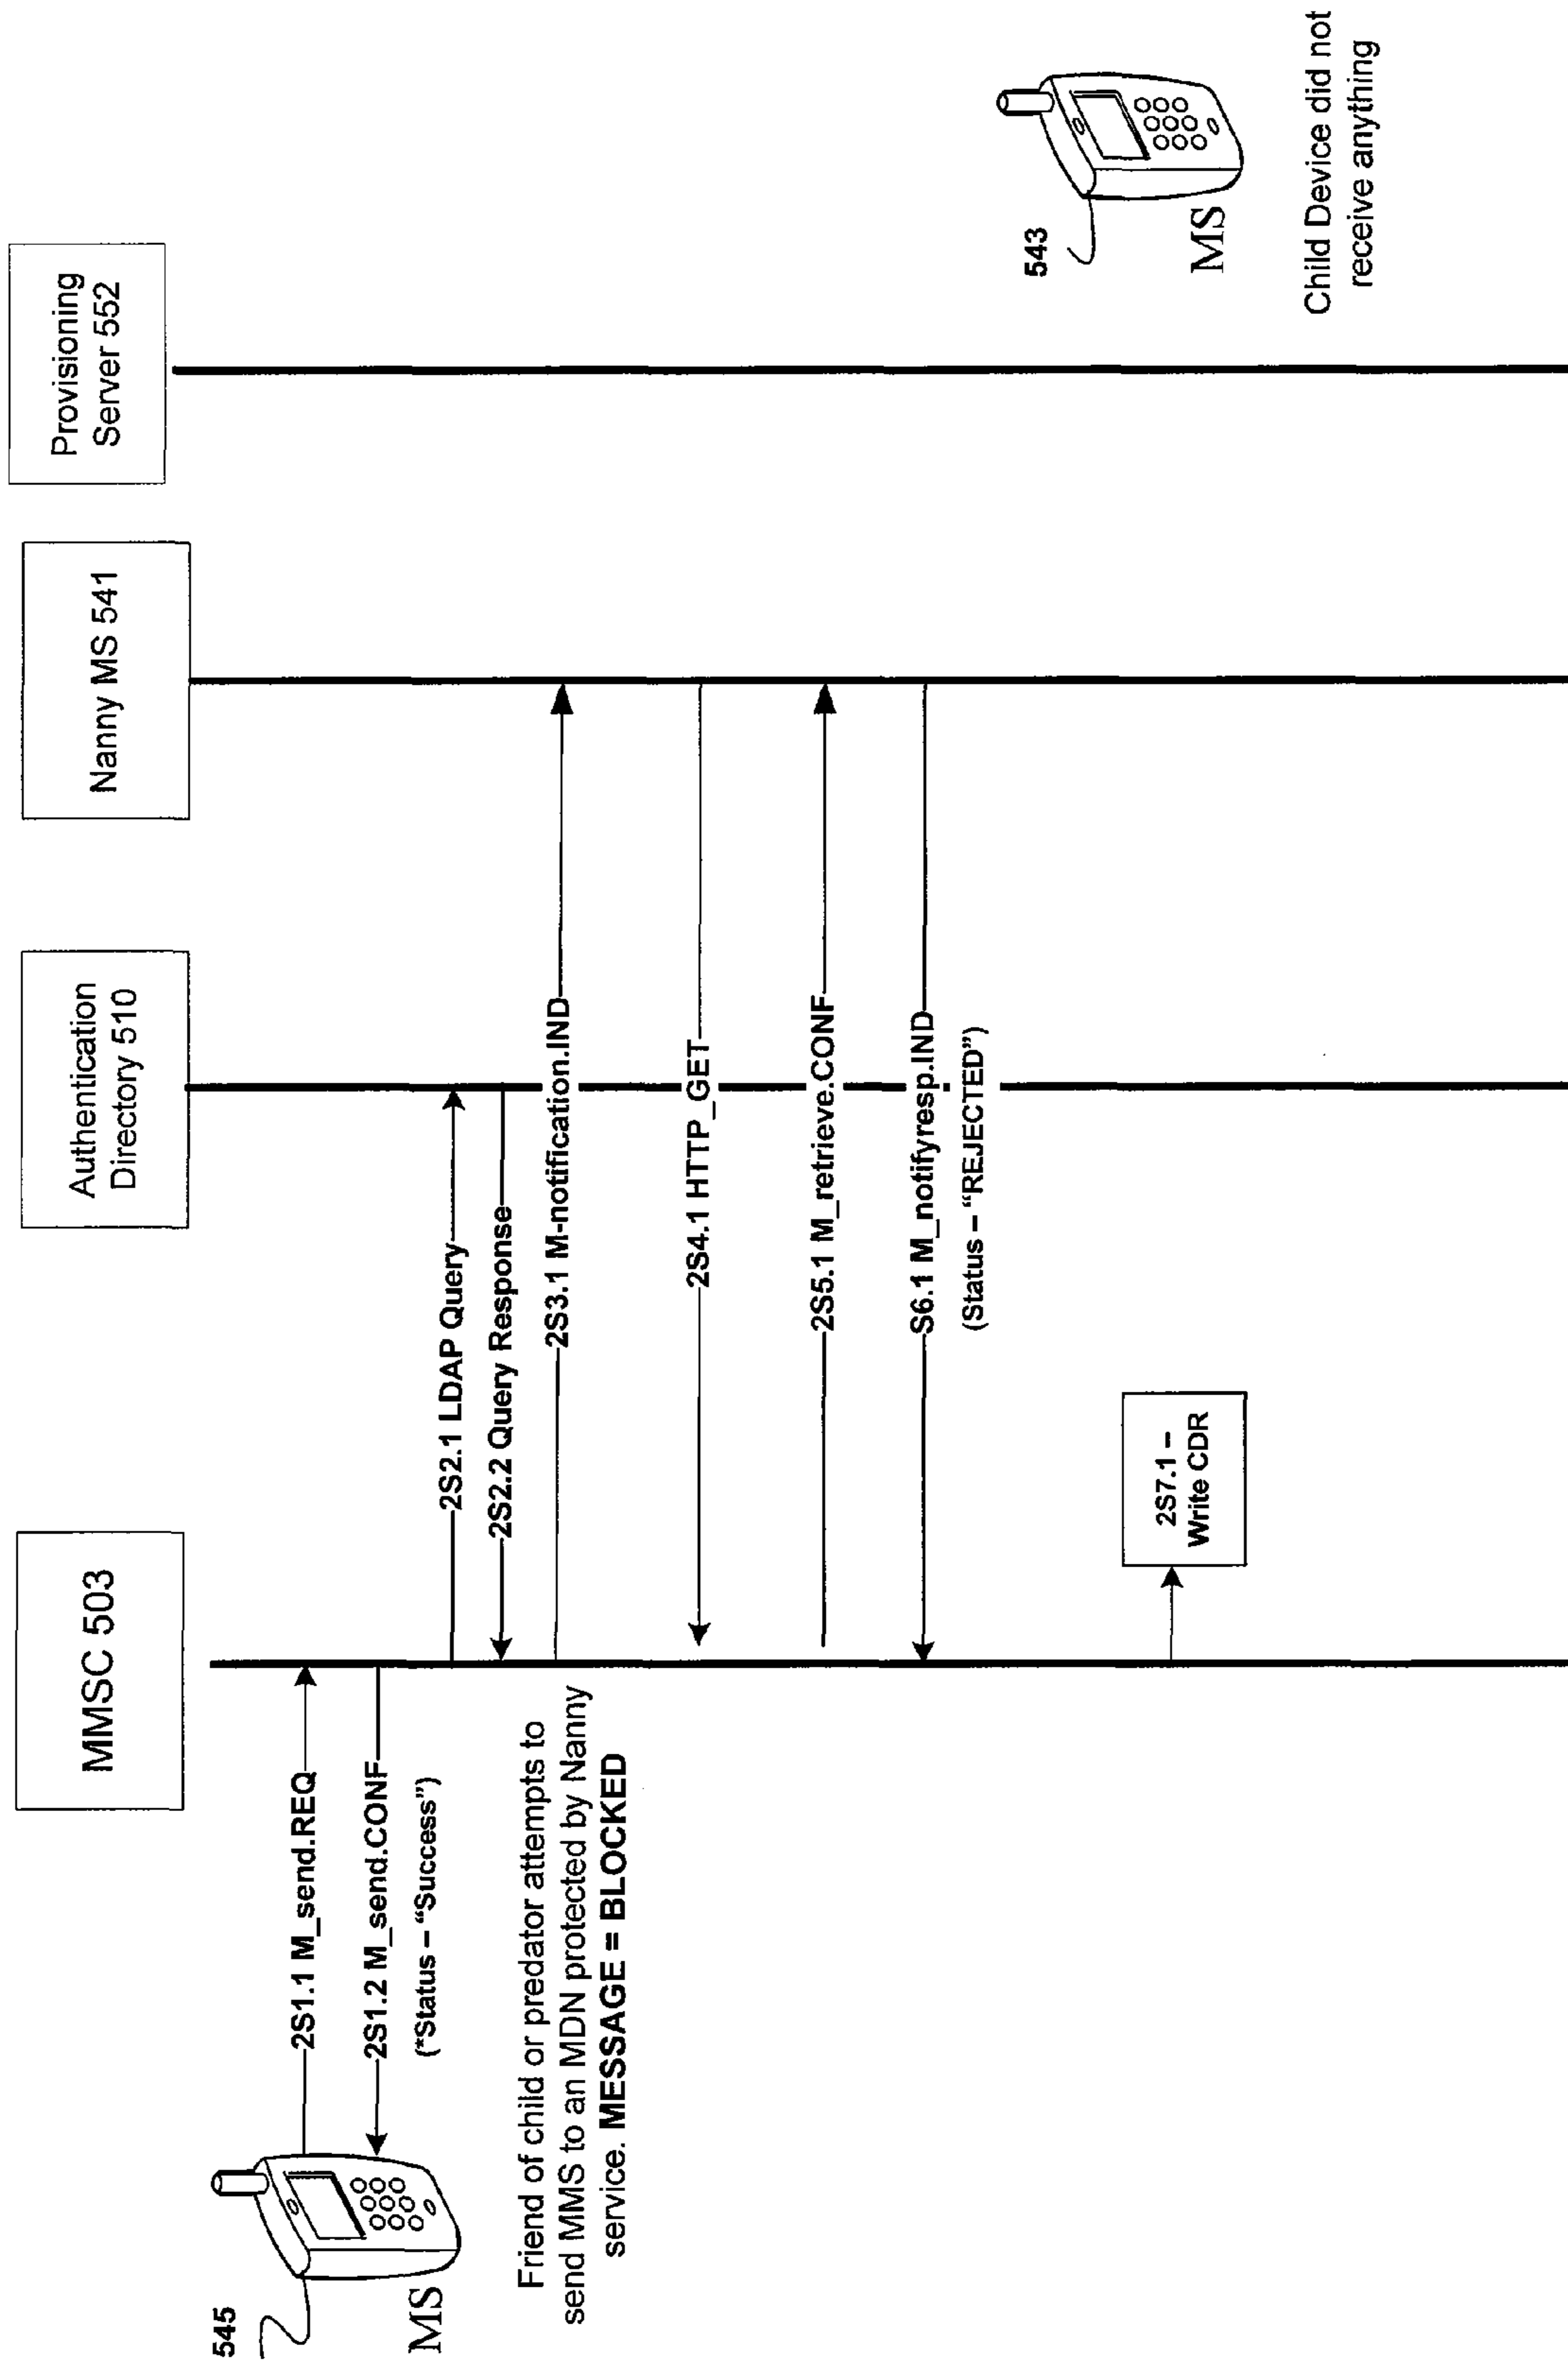 MMSC 503
Authentication
Directory 510
Nanny MS 541
Provisioning
Server 552
545
MS
2S1.1 M_send.REQ
2S1.2 M_send.CONF
(*Status – “Success”)
Friend of child or predator attempts to
send MMS to an MDN protected by Nanny
service. MESSAGE = BLOCKED
2S2.1 LDAP Query
2S2.2 Query Response
2S3.1 M-notification.IND
2S4.1 HTTP_GET
2S5.1 M_retrieve.CONF
S6.1 M_notifyresp.IND
(Status – “REJECTED”)
2S7.1 –
Write CDR
543
MS
Child Device did not
receive anything